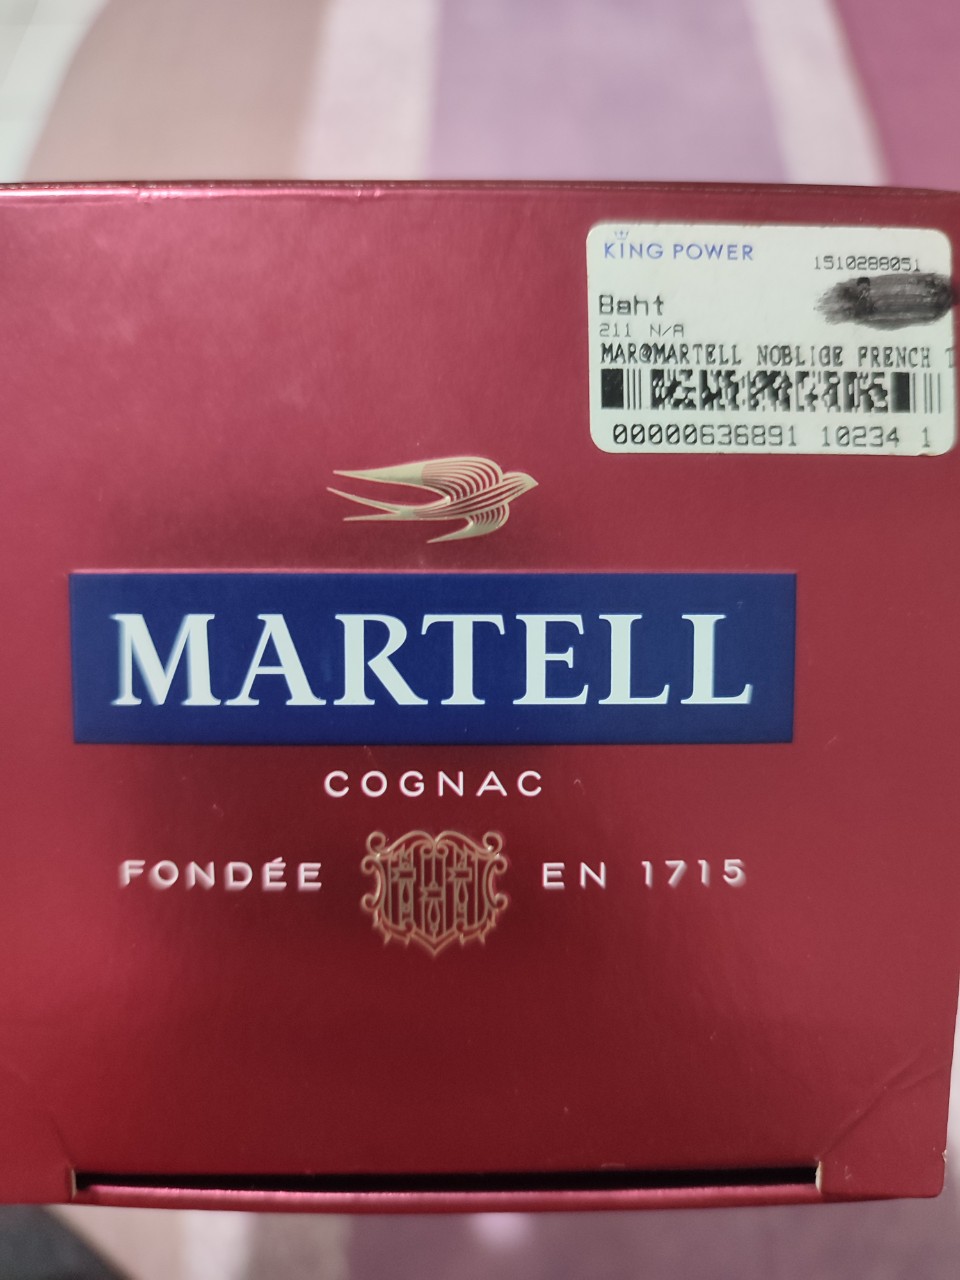 KING POWER
1510288051
Baht
211 N/A
MAR@MARTELL NOBLIGE FRENCH
00000636891 10234 1
MARTELL
COGNAC
FONDÉE EN 1715